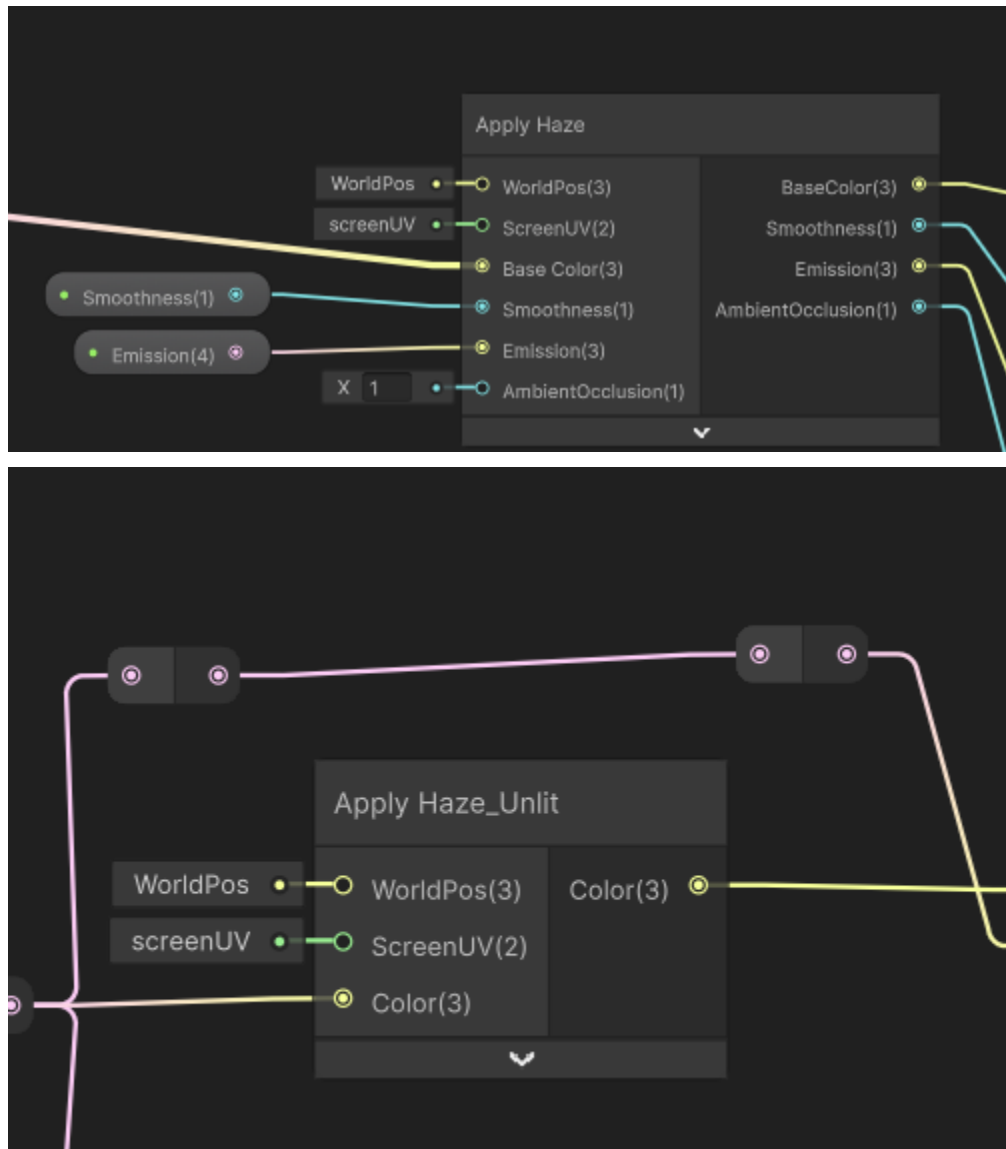 Apply Haze
WorldPos
WorldPos(3)
BaseColor(3)
screenUV
ScreenUV(2)
Smoothness(1)
Base Color(3)
Emission(3)
Smoothness(1)
Smoothness(1)
AmbientOcclusion(1)
Emission(4)
Emission(3)
X 1
AmbientOcclusion(1)
Apply Haze_Unlit
WorldPos
WorldPos(3)
Color(3)
screenUV
ScreenUV(2)
Color(3)